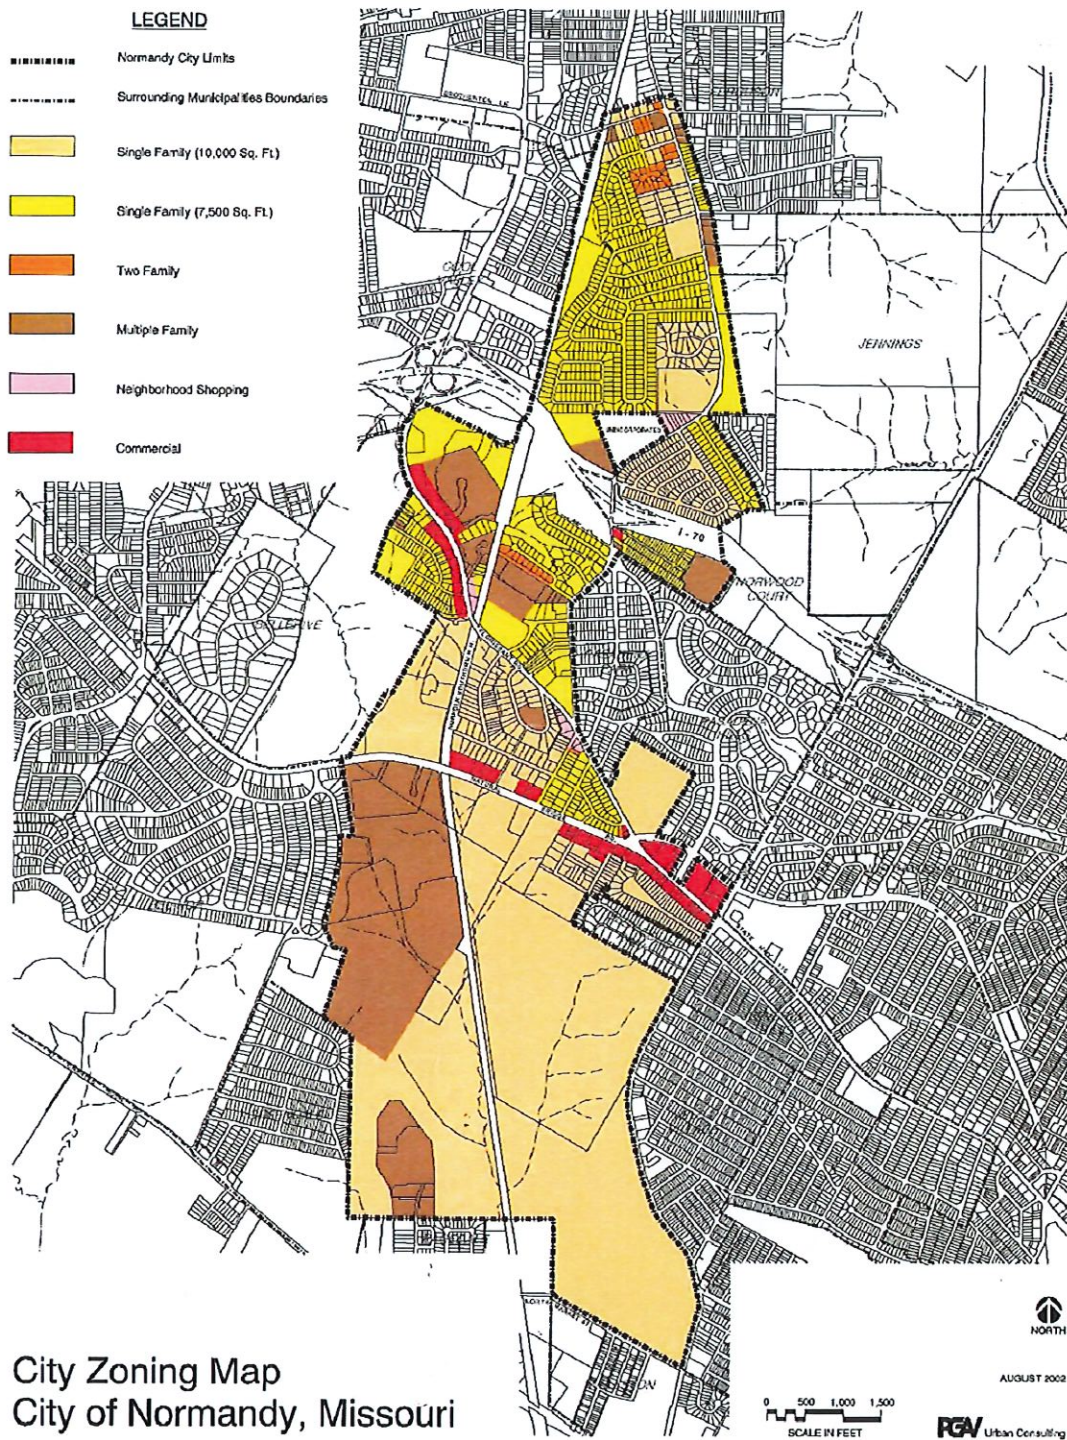 LEGEND
Normandy City Limits
Surrounding Municipalities Boundaries
Single Family (10,000 Sq. Ft.)
Single Family (7,500 Sq. Ft.)
Two Family
Multiple Family
Neighborhood Shopping
Commercial
JENNINGS
UNINCORPORATED
I - 70
NORWOOD
COURT
BELLERIVE
NATURAL
NORTH
AUGUST 2002
0 500 1,000 1,500
SCALE IN FEET
PGAV Urban Consulting
City Zoning Map
City of Normandy, Missouri